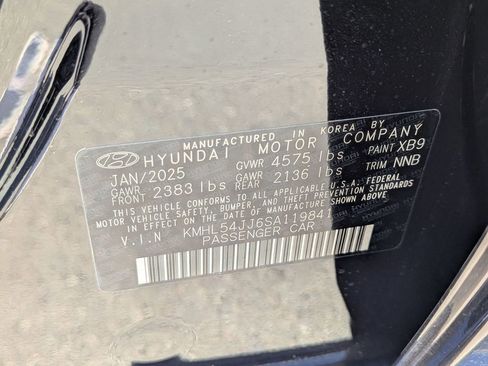 MANUFACTURED IN KOREA BY
HYUNDAI MOTOR COMPANY
JAN/2025 GVWR 4575 lbs PAINT XB9
GAWR FRONT 2383 lbs GAWR REAR 2136 lbs TRIM NNB
THIS VEHICLE CONFORMS TO ALL APPLICABLE U.S.A. FEDERAL
MOTOR VEHICLE SAFETY, BUMPER, AND THEFT PREVENTION STANDARDS
IN EFFECT ON THE DATE OF MANUFACTURE SHOWN ABOVE.
V.I.N KMHL54JJ6SA119841
PASSENGER CAR